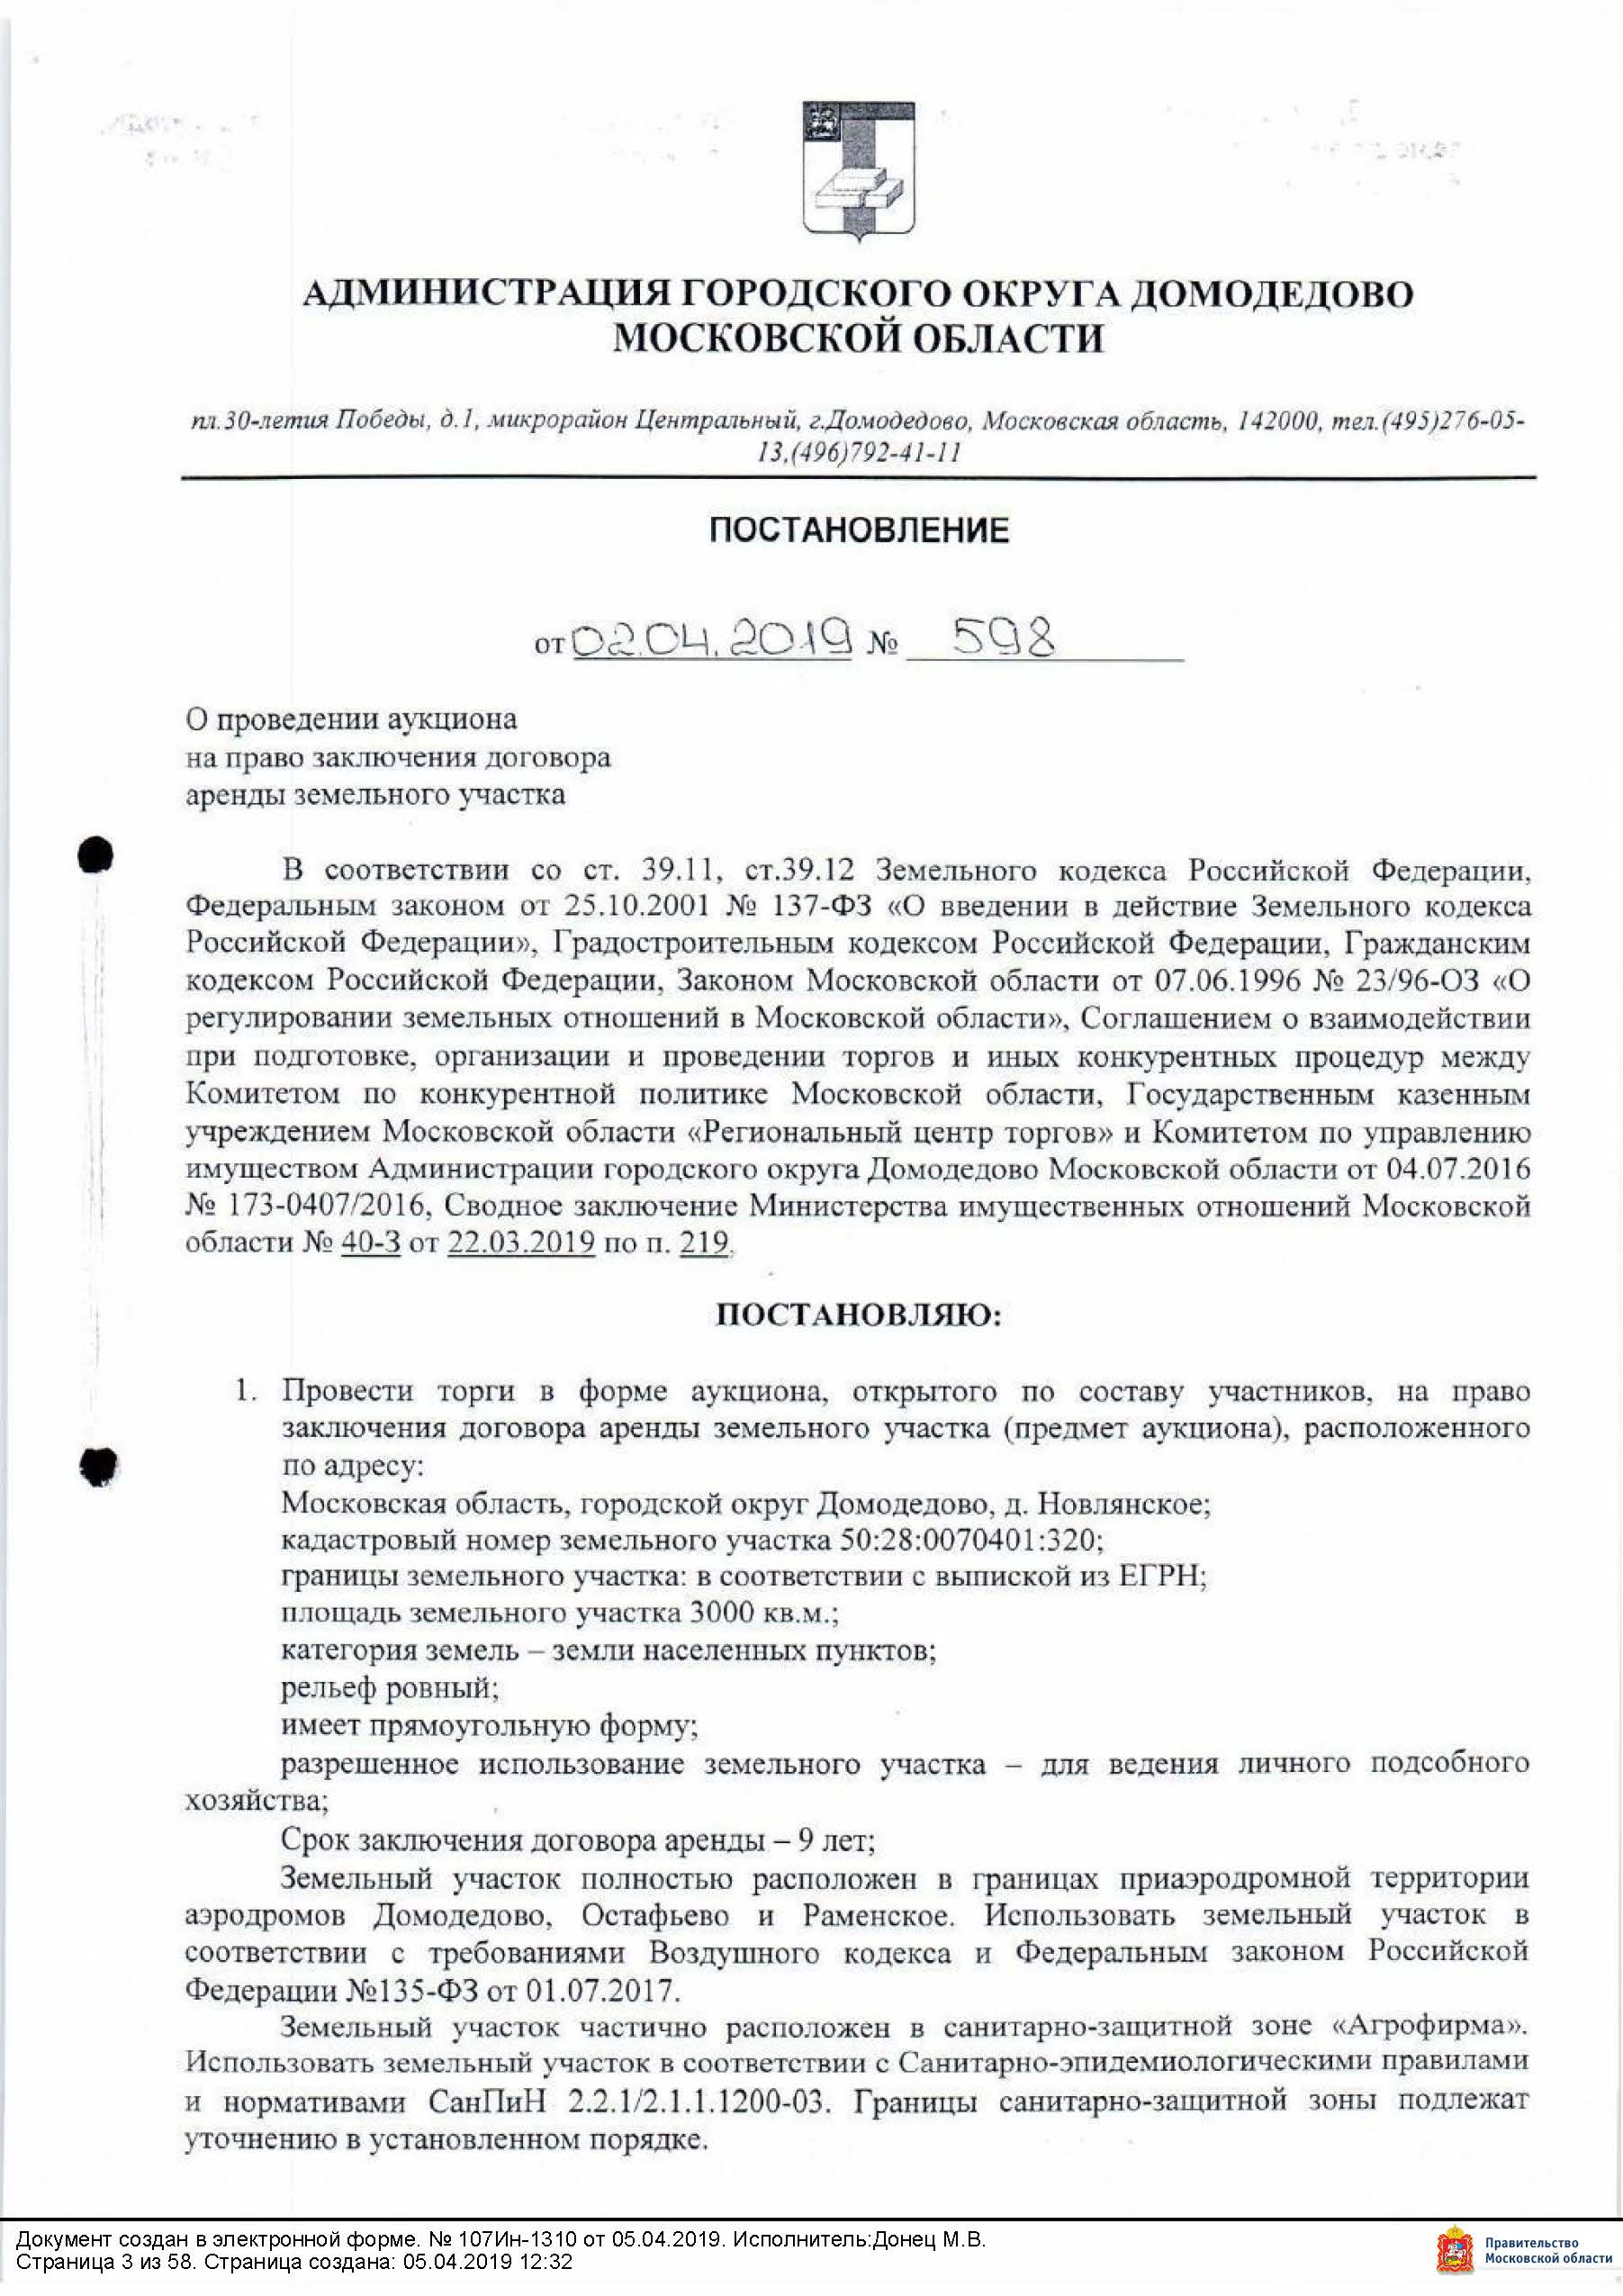 АДМИНИСТРАЦИЯ ГОРОДСКОГО ОКРУГА ДОМОДЕДОВО
МОСКОВСКОЙ ОБЛАСТИ
пл.30-летия Победы, д.1, микрорайон Центральный, г.Домодедово, Московская область, 142000, тел.(495)276-05-
13,(496)792-41-11
ПОСТАНОВЛЕНИЕ
от 02.04.2019 № 598
О проведении аукциона
на право заключения договора
аренды земельного участка
В соответствии со ст. 39.11, ст.39.12 Земельного кодекса Российской Федерации,
Федеральным законом от 25.10.2001 № 137-ФЗ «О введении в действие Земельного кодекса
Российской Федерации», Градостроительным кодексом Российской Федерации, Гражданским
кодексом Российской Федерации, Законом Московской области от 07.06.1996 № 23/96-ОЗ «О
регулировании земельных отношений в Московской области», Соглашением о взаимодействии
при подготовке, организации и проведении торгов и иных конкурентных процедур между
Комитетом по конкурентной политике Московской области, Государственным казенным
учреждением Московской области «Региональный центр торгов» и Комитетом по управлению
имуществом Администрации городского округа Домодедово Московской области от 04.07.2016
№ 173-0407/2016, Сводное заключение Министерства имущественных отношений Московской
области № 40-З от 22.03.2019 по п. 219.
ПОСТАНОВЛЯЮ:
1. Провести торги в форме аукциона, открытого по составу участников, на право
заключения договора аренды земельного участка (предмет аукциона), расположенного
по адресу:
Московская область, городской округ Домодедово, д. Новлянское;
кадастровый номер земельного участка 50:28:0070401:320;
границы земельного участка: в соответствии с выпиской из ЕГРН;
площадь земельного участка 3000 кв.м.;
категория земель – земли населенных пунктов;
рельеф ровный;
имеет прямоугольную форму;
разрешенное использование земельного участка – для ведения личного подсобного
хозяйства;
Срок заключения договора аренды – 9 лет;
Земельный участок полностью расположен в границах приаэродромной территории
аэродромов Домодедово, Остафьево и Раменское. Использовать земельный участок в
соответствии с требованиями Воздушного кодекса и Федеральным законом Российской
Федерации №135-ФЗ от 01.07.2017.
Земельный участок частично расположен в санитарно-защитной зоне «Агрофирма».
Использовать земельный участок в соответствии с Санитарно-эпидемиологическими правилами
и нормативами СанПиН 2.2.1/2.1.1.1200-03. Границы санитарно-защитной зоны подлежат
уточнению в установленном порядке.
Документ создан в электронной форме. № 107Ин-1310 от 05.04.2019. Исполнитель:Донец М.В.
Страница 3 из 58. Страница создана: 05.04.2019 12:32
Правительство
Московской области